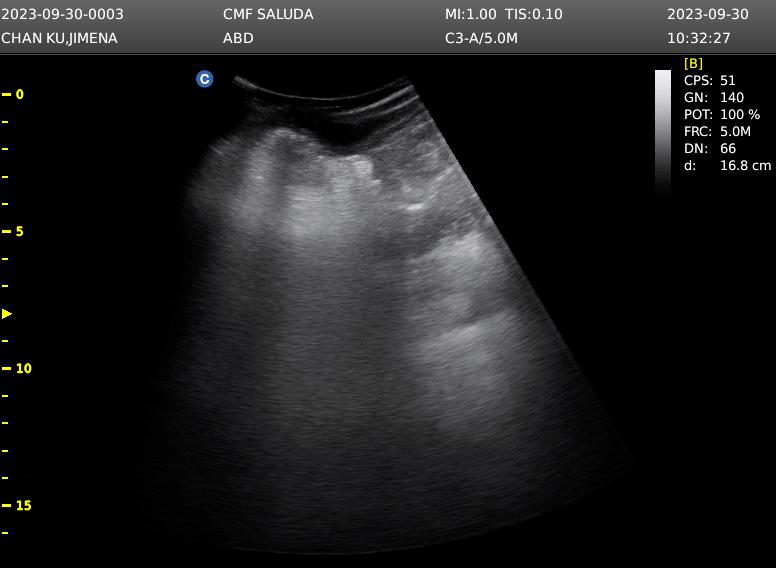 2023-09-30-0003 CMF SALUDA MI:1.00 TIS:0.10 2023-09-30
CHAN KU,JIMENA ABD C3-A/5.0M 10:32:27
C
[B]
CPS: 51
GN: 140
POT: 100 %
FRC: 5.0M
DN: 66
d: 16.8 cm
0
5
10
15